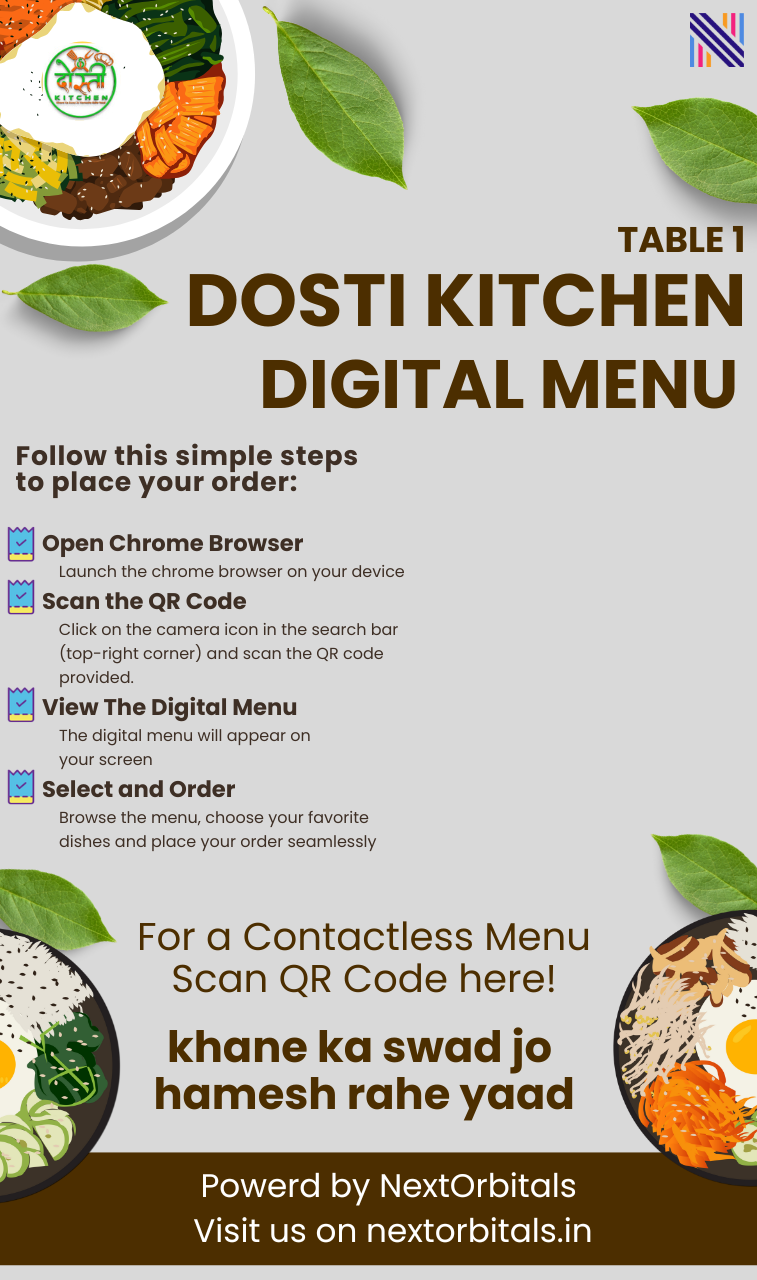 दोस्ती
KITCHEN
TABLE 1
DOSTI KITCHEN
DIGITAL MENU
Follow this simple steps
to place your order:
Open Chrome Browser
Launch the chrome browser on your device
Scan the QR Code
Click on the camera icon in the search bar
(top-right corner) and scan the QR code
provided.
View The Digital Menu
The digital menu will appear on
your screen
Select and Order
Browse the menu, choose your favorite
dishes and place your order seamlessly
For a Contactless Menu
Scan QR Code here!
khane ka swad jo
hamesh rahe yaad
Powerd by NextOrbitals
Visit us on nextorbitals.in